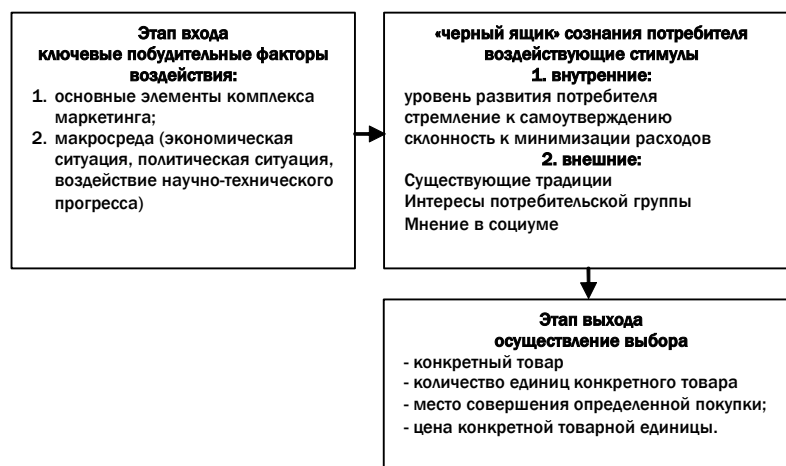 Этап входа
ключевые побудительные факторы
воздействия:
1. основные элементы комплекса
маркетинга;
2. макросреда (экономическая
ситуация, политическая ситуация,
воздействие научно-технического
прогресса)
«черный ящик» сознания потребителя
воздействующие стимулы
1. внутренние:
уровень развития потребителя
стремление к самоутверждению
склонность к минимизации расходов
2. внешние:
Существующие традиции
Интересы потребительской группы
Мнение в социуме
Этап выхода
осуществление выбора
- конкретный товар
- количество единиц конкретного товара
- место совершения определенной покупки;
- цена конкретной товарной единицы.